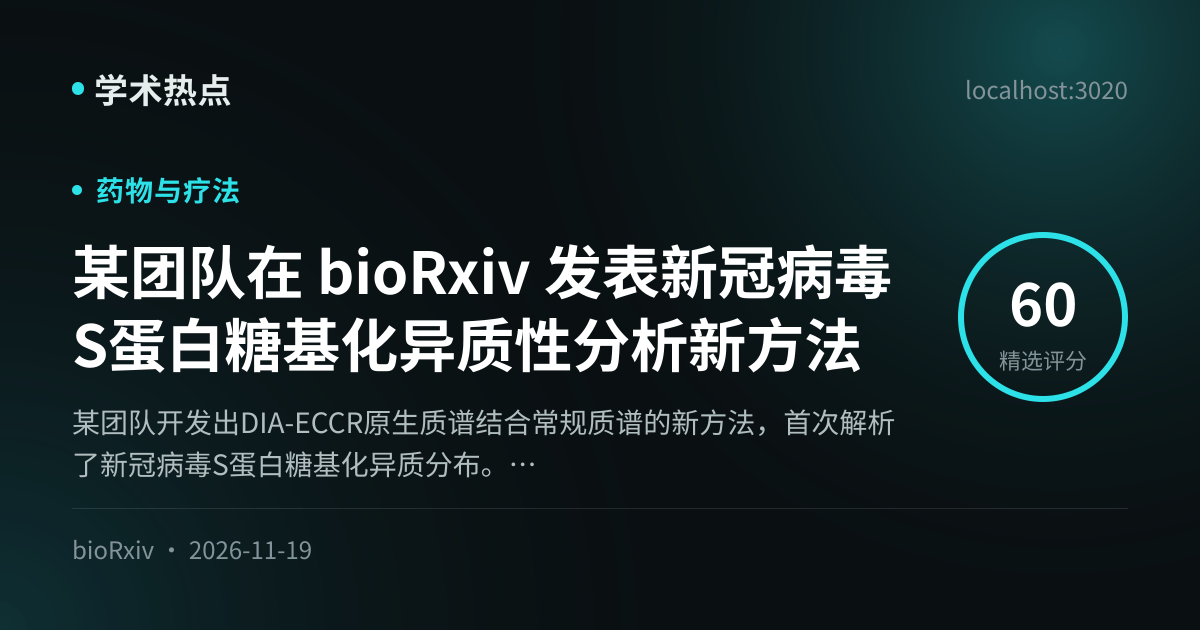 学术热点
localhost:3020
药物与疗法
某团队在 bioRxiv 发表新冠病毒
S蛋白糖基化异质性分析新方法
60
精选评分
某团队开发出DIA-ECCR原生质谱结合常规质谱的新方法，首次解析
了新冠病毒S蛋白糖基化异质分布。…
bioRxiv · 2026-11-19